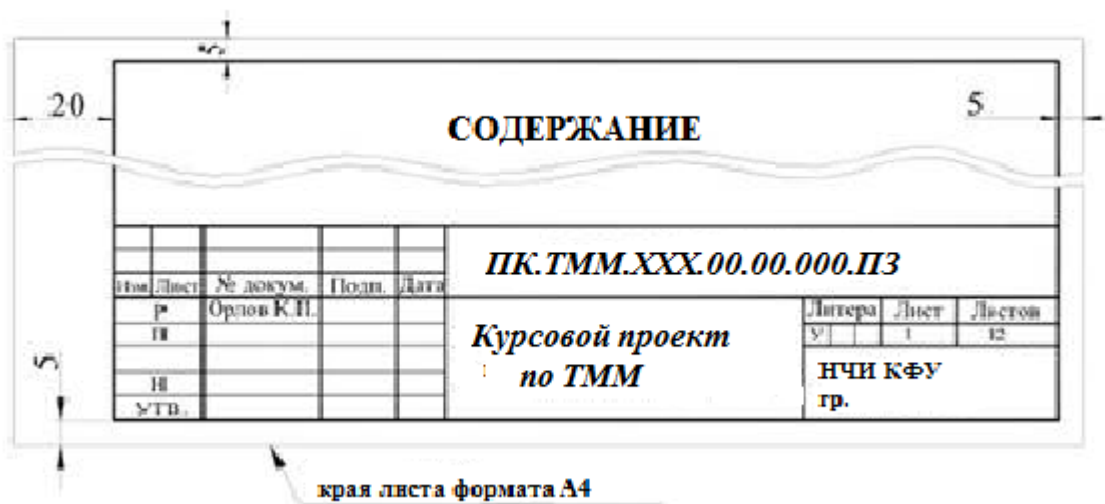 5
20
5
СОДЕРЖАНИЕ
ПК.ТММ.ХХХ.00.00.000.ПЗ
Изм Лист № докум. Подп. Дата
Орлов К.П.
Литера Лист Листов
У 1 12
Курсовой проект
по ТММ
НЧИ КФУ
гр.
5
УТВ.
края листа формата А4